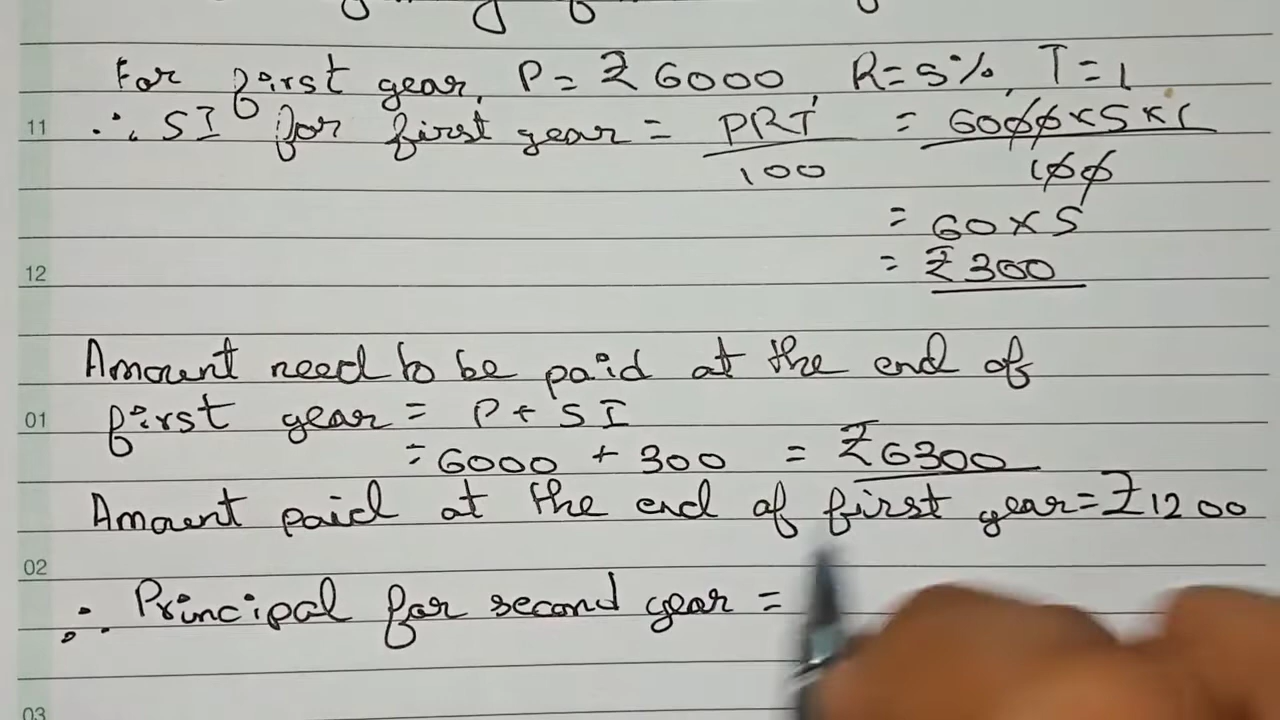 For first year, P = ₹ 6000, R = 5%, T = 1
11 ∴ SI for first year = PRT / 100 = 6000 × 5 × 1 / 100
= 60 × 5
12 = ₹ 300
Amount need to be paid at the end of
01 first year = P + SI
= 6000 + 300 = ₹6300
Amount paid at the end of first year = ₹1200
02
∴ Principal for second year =
03